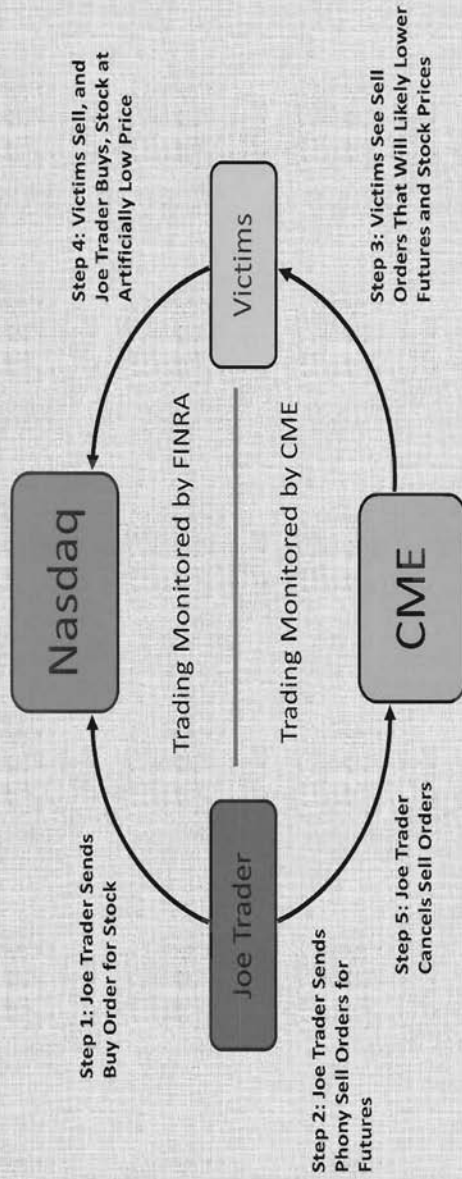 Nasdaq
Step 1: Joe Trader Sends
Buy Order for Stock
Step 4: Victims Sell, and
Joe Trader Buys, Stock at
Artificially Low Price
Trading Monitored by FINRA
Joe Trader
Victims
Trading Monitored by CME
Step 2: Joe Trader Sends
Phony Sell Orders for
Futures
Step 3: Victims See Sell
Orders That Will Likely Lower
Futures and Stock Prices
CME
Step 5: Joe Trader
Cancels Sell Orders